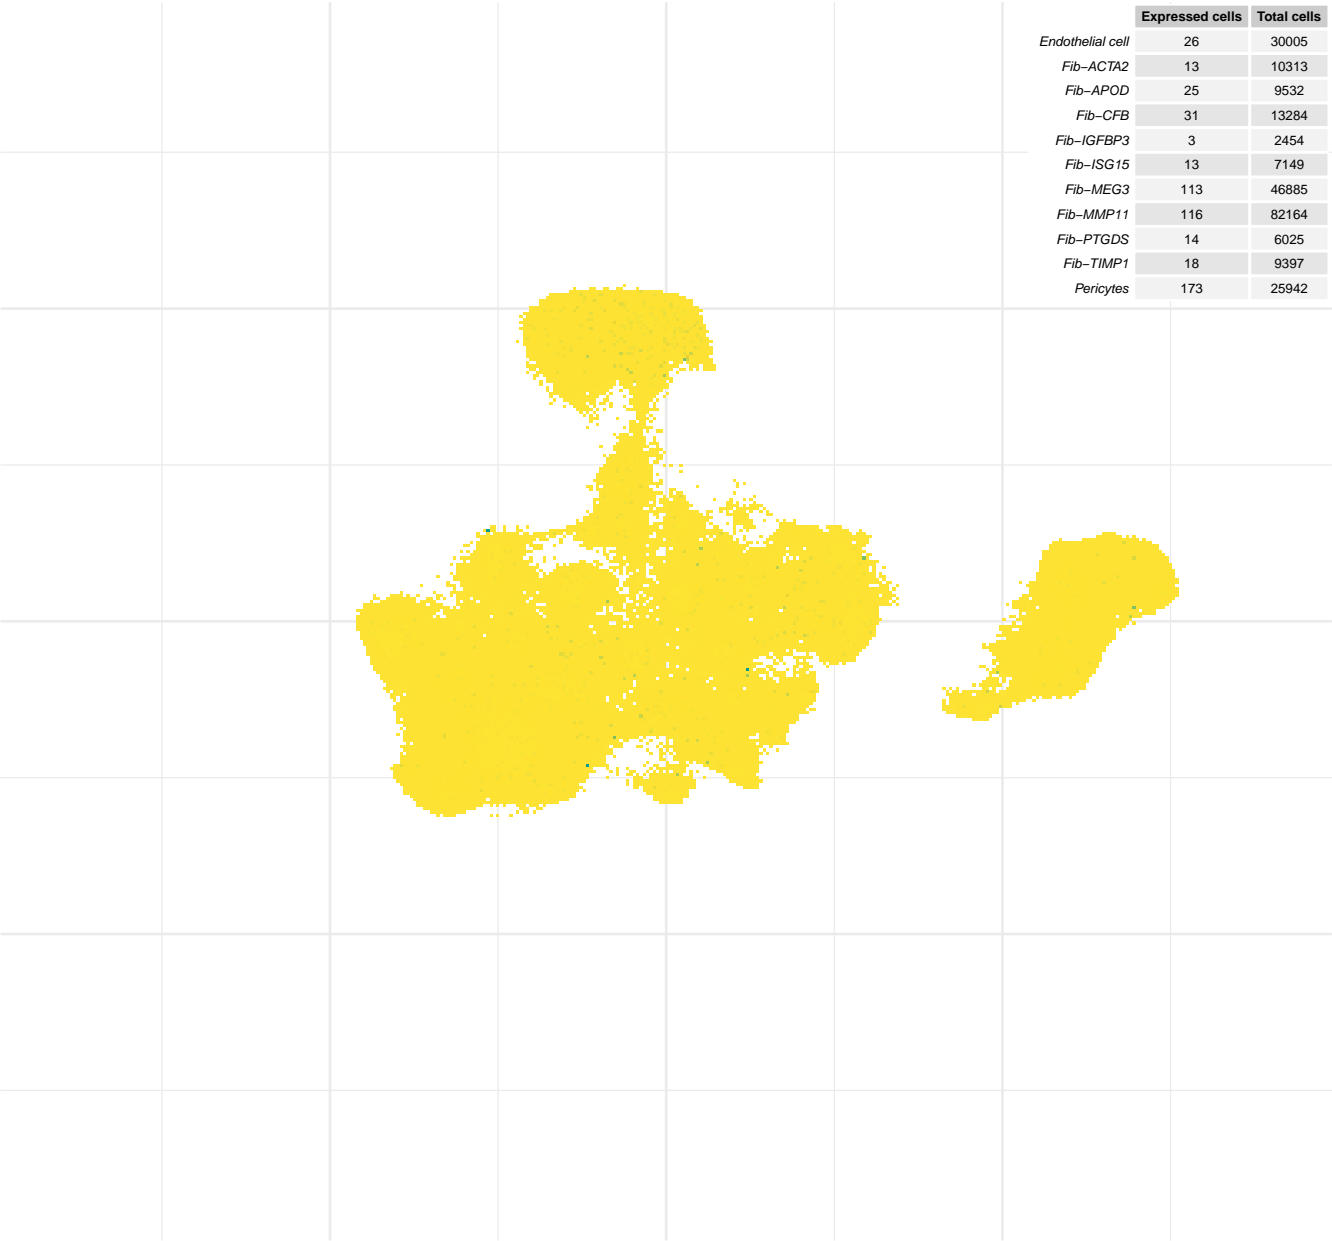 Expressed cells Total cells
Endothelial cell 26 30005
Fib−ACTA2 13 10313
Fib−APOD 25 9532
Fib−CFB 31 13284
Fib−IGFBP3 3 2454
Fib−ISG15 13 7149
Fib−MEG3 113 46885
Fib−MMP11 116 82164
Fib−PTGDS 14 6025
Fib−TIMP1 18 9397
Pericytes 173 25942